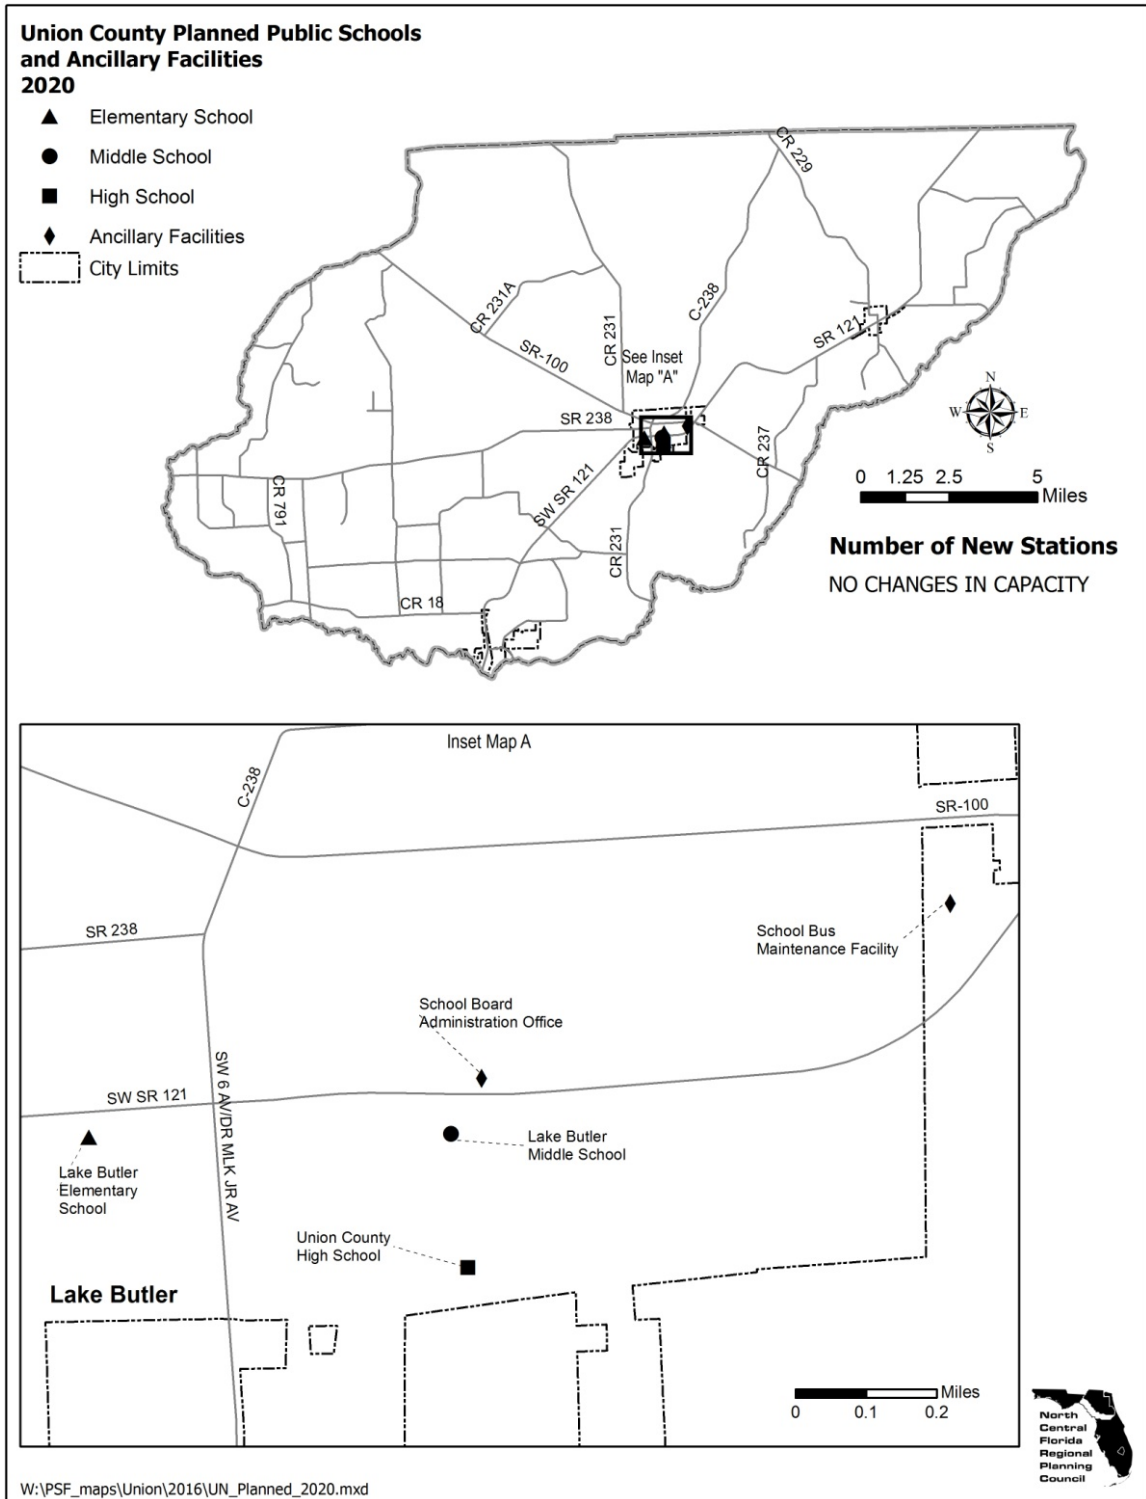 Union County Planned Public Schools
and Ancillary Facilities
2020
Elementary School
Middle School
High School
Ancillary Facilities
City Limits
CR 229
CR 231A
CR 231
C-238
SR-100
SR 121
See Inset
Map "A"
SR 238
CR 237
SW SR 121
CR 791
CR 231
CR 18
N
W
E
S
0 1.25 2.5 5
Miles
Number of New Stations
NO CHANGES IN CAPACITY
Inset Map A
C-238
SR-100
SR 238
School Bus
Maintenance Facility
School Board
Administration Office
SW 6 AV/DR MLK JR AV
SW SR 121
Lake Butler
Middle School
Lake Butler
Elementary
School
Union County
High School
Lake Butler
Miles
0 0.1 0.2
North
Central
Florida
Regional
Planning
Council
W:\PSF_maps\Union\2016\UN_Planned_2020.mxd